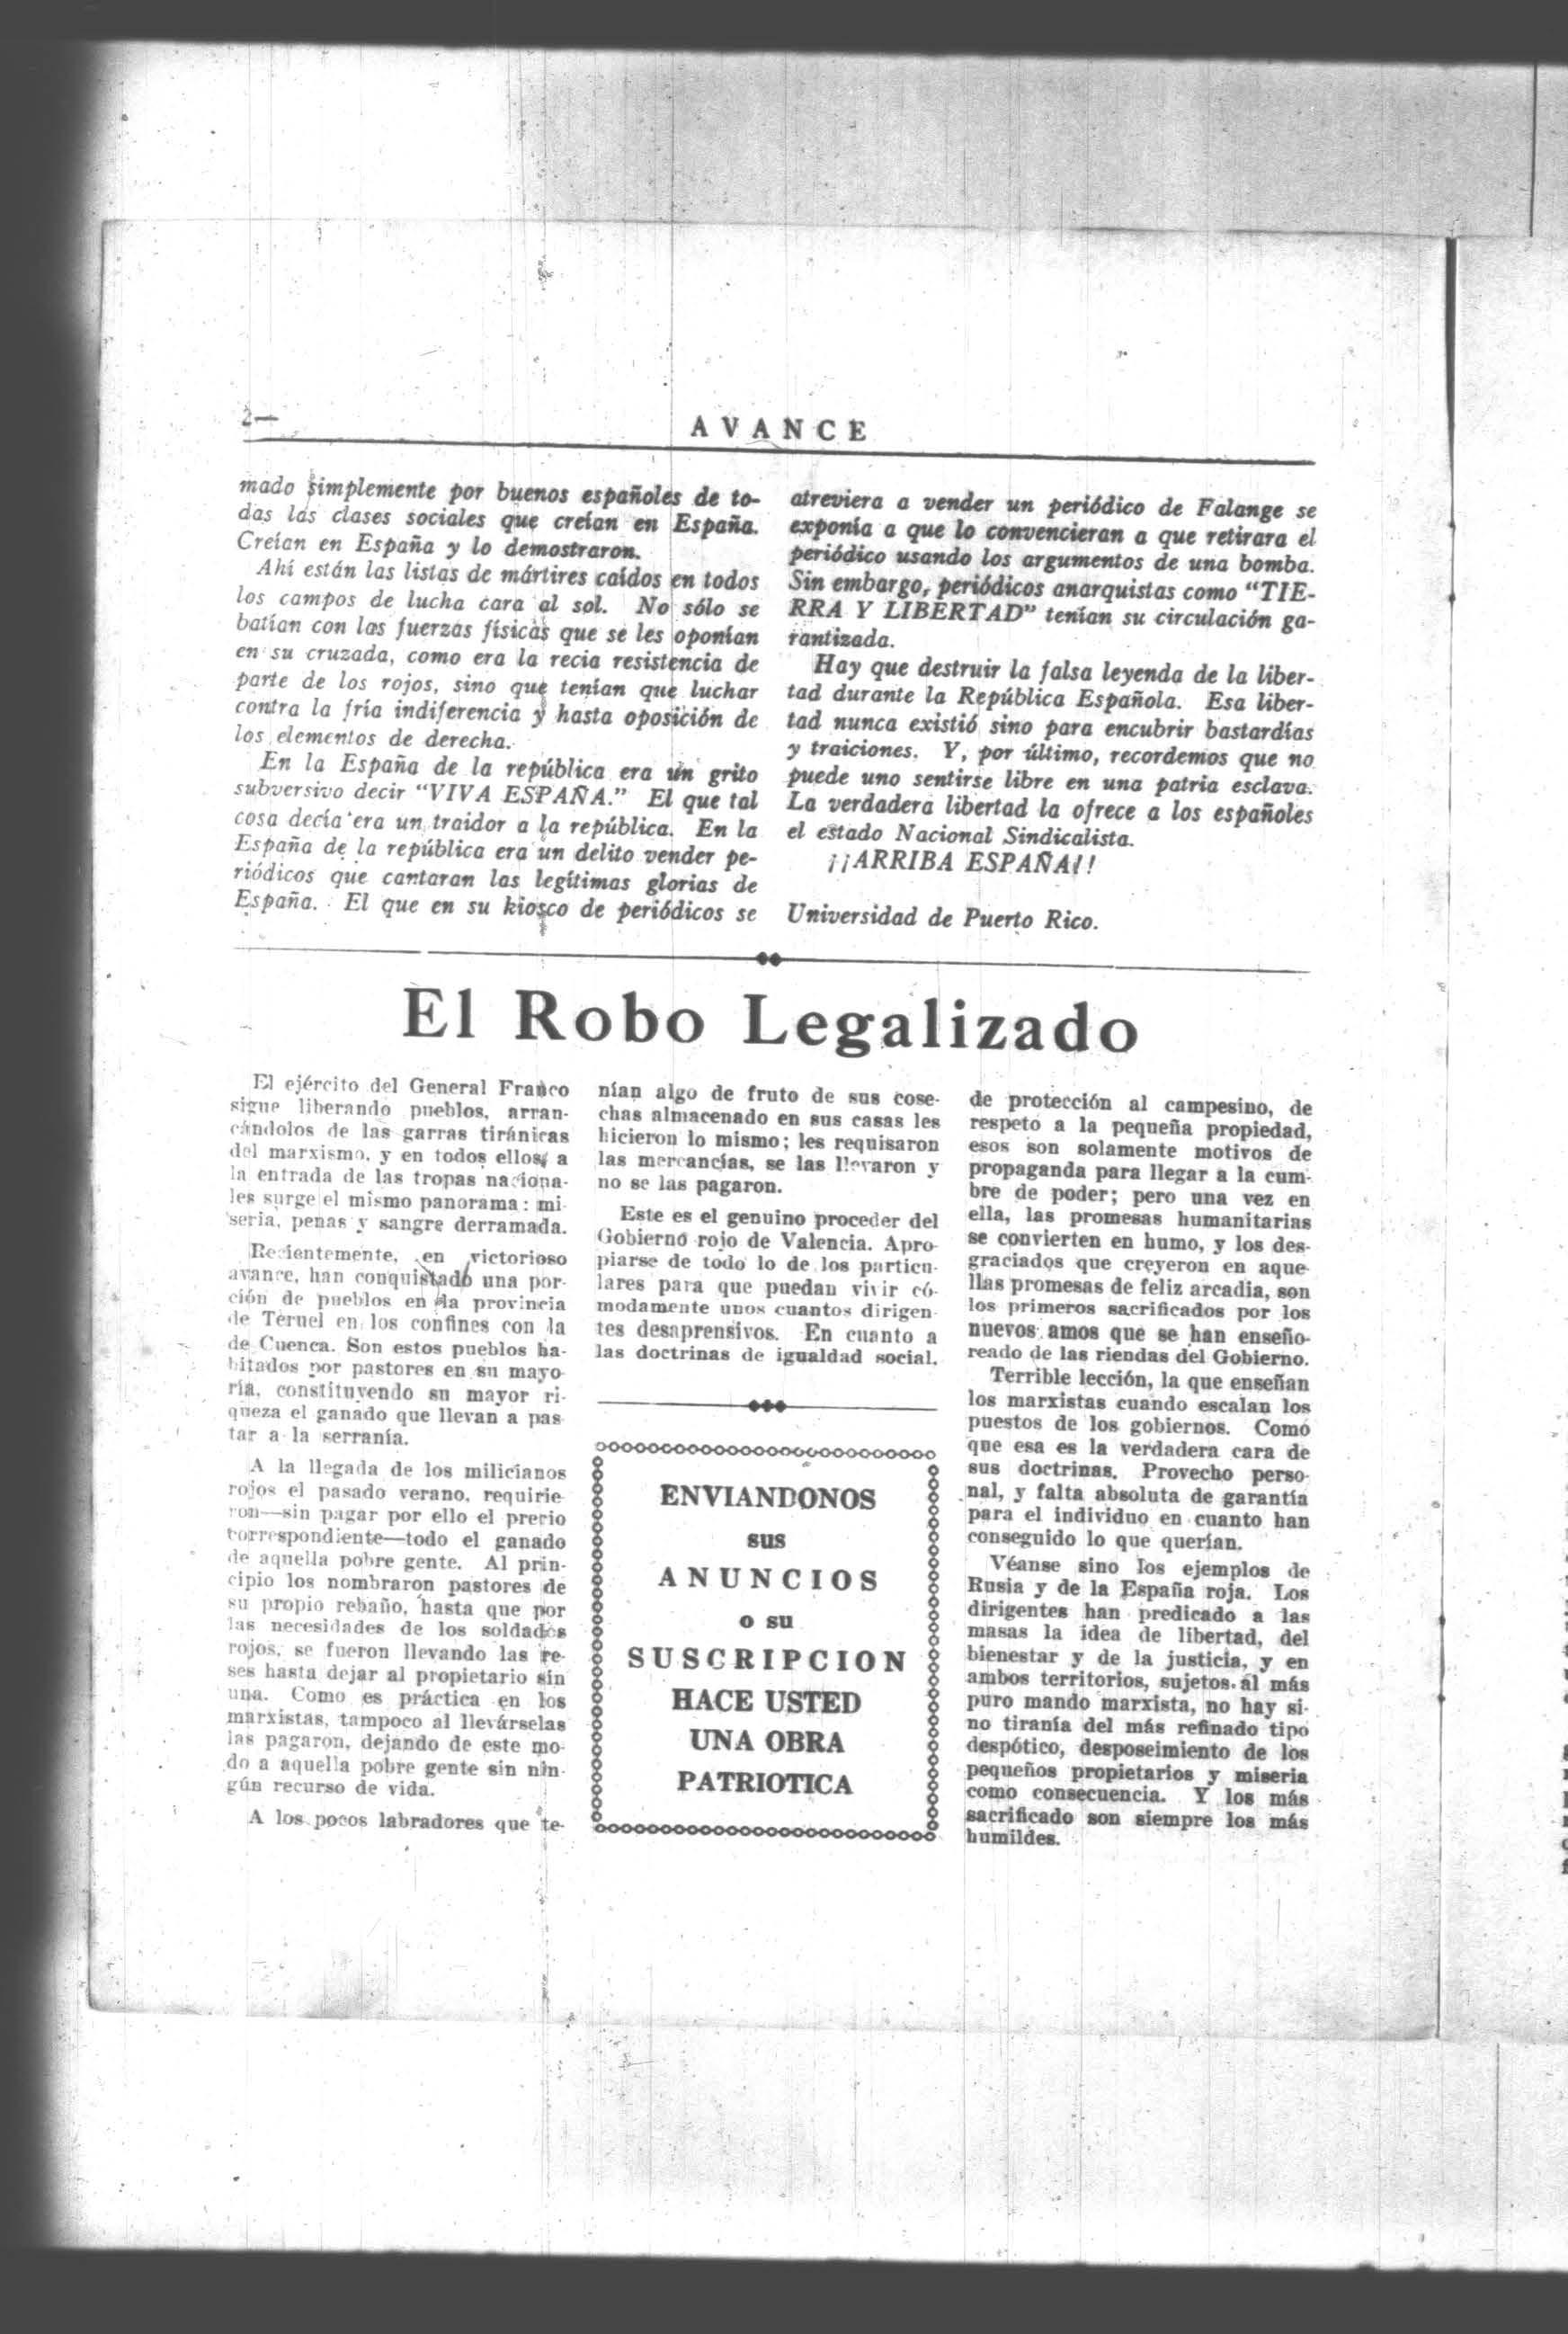 2—
AVANCE
mado simplemente por buenos españoles de to-
das las clases sociales que creían en España.
Creían en España y lo demostraron.
Ahí están las listas de mártires caídos en todos
los campos de lucha cara al sol. No sólo se
batían con las fuerzas físicas que se les oponían
en su cruzada, como era la recia resistencia de
parte de los rojos, sino que tenían que luchar
contra la fría indiferencia y hasta oposición de
los elementos de derecha.
En la España de la república era un grito
subversivo decir "VIVA ESPAÑA." El que tal
cosa decía era un traidor a la república. En la
España de la república era un delito vender pe-
riódicos que cantaran las legítimas glorias de
España. El que en su kiosco de periódicos se
atreviera a vender un periódico de Falange se
exponía a que lo convencieran a que retirara el
periódico usando los argumentos de una bomba.
Sin embargo, periódicos anarquistas como "TIE-
RRA Y LIBERTAD" tenían su circulación ga-
rantizada.
Hay que destruir la falsa leyenda de la liber-
tad durante la República Española. Esa liber-
tad nunca existió sino para encubrir bastardías
y traiciones. Y, por último, recordemos que no
puede uno sentirse libre en una patria esclava.
La verdadera libertad la ofrece a los españoles
el estado Nacional Sindicalista.
¡¡ARRIBA ESPAÑA!!
Universidad de Puerto Rico.
El Robo Legalizado
El ejército del General Franco
sigue liberando pueblos, arran-
cándolos de las garras tiránicas
del marxismo, y en todos ellos, a
la entrada de las tropas naciona-
les surge el mismo panorama: mi-
seria, penas y sangre derramada.
Recientemente, en victorioso
avance, han conquistado una por-
ción de pueblos en la provincia
de Teruel en los confines con la
de Cuenca. Son estos pueblos ha-
bitados por pastores en su mayo-
ría, constituyendo su mayor ri-
queza el ganado que llevan a pas-
tar a la serranía.
A la llegada de los milicianos
rojos el pasado verano, requirie-
ron—sin pagar por ello el precio
correspondiente—todo el ganado
de aquella pobre gente. Al prin-
cipio los nombraron pastores de
su propio rebaño, hasta que por
las necesidades de los soldados
rojos, se fueron llevando las re-
ses hasta dejar al propietario sin
una. Como es práctica en los
marxistas, tampoco al llevárselas
las pagaron, dejando de este mo-
do a aquella pobre gente sin nin-
gún recurso de vida.
A los pocos labradores que te-
nían algo de fruto de sus cose-
chas almacenado en sus casas les
hicieron lo mismo; les requisaron
las mercancías, se las llevaron y
no se las pagaron.
Este es el genuino proceder del
Gobierno rojo de Valencia. Apro-
piarse de todo lo de los particu-
lares para que puedan vivir có-
modamente unos cuantos dirigen-
tes desaprensivos. En cuanto a
las doctrinas de igualdad social,
ENVIANDONOS
sus
ANUNCIOS
o su
SUSCRIPCION
HACE USTED
UNA OBRA
PATRIOTICA
de protección al campesino, de
respeto a la pequeña propiedad,
esos son solamente motivos de
propaganda para llegar a la cum-
bre de poder; pero una vez en
ella, las promesas humanitarias
se convierten en humo, y los des-
graciados que creyeron en aque-
llas promesas de feliz arcadia, son
los primeros sacrificados por los
nuevos amos que se han enseño-
reado de las riendas del Gobierno.
Terrible lección, la que enseñan
los marxistas cuando escalan los
puestos de los gobiernos. Como
que esa es la verdadera cara de
sus doctrinas. Provecho perso-
nal, y falta absoluta de garantía
para el individuo en cuanto han
conseguido lo que querían.
Véanse sino los ejemplos de
Rusia y de la España roja. Los
dirigentes han predicado a las
masas la idea de libertad, del
bienestar y de la justicia, y en
ambos territorios, sujetos al más
puro mando marxista, no hay si-
no tiranía del más refinado tipo
despótico, desposeimiento de los
pequeños propietarios y miseria
como consecuencia. Y los más
sacrificado son siempre los más
humildes.